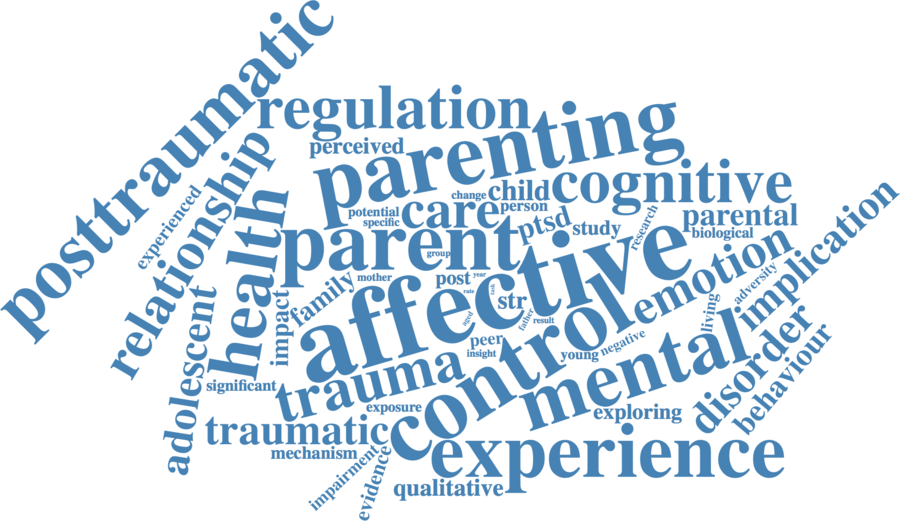 posttraumatic
regulation
perceived
parenting
relationship
experienced
health
change
child
cognitive
potential
specific
care
person
ptsd
study
research
parental
biological
parent
group
affective
implication
emotion
adversity
family
mother
post
year
rate
task
str
impact
aged
father
result
living
adolescent
control
peer
insight
young
negative
mental
disorder
behaviour
significant
trauma
exposure
exploring
traumatic
mechanism
experience
impairment
evidence
qualitative